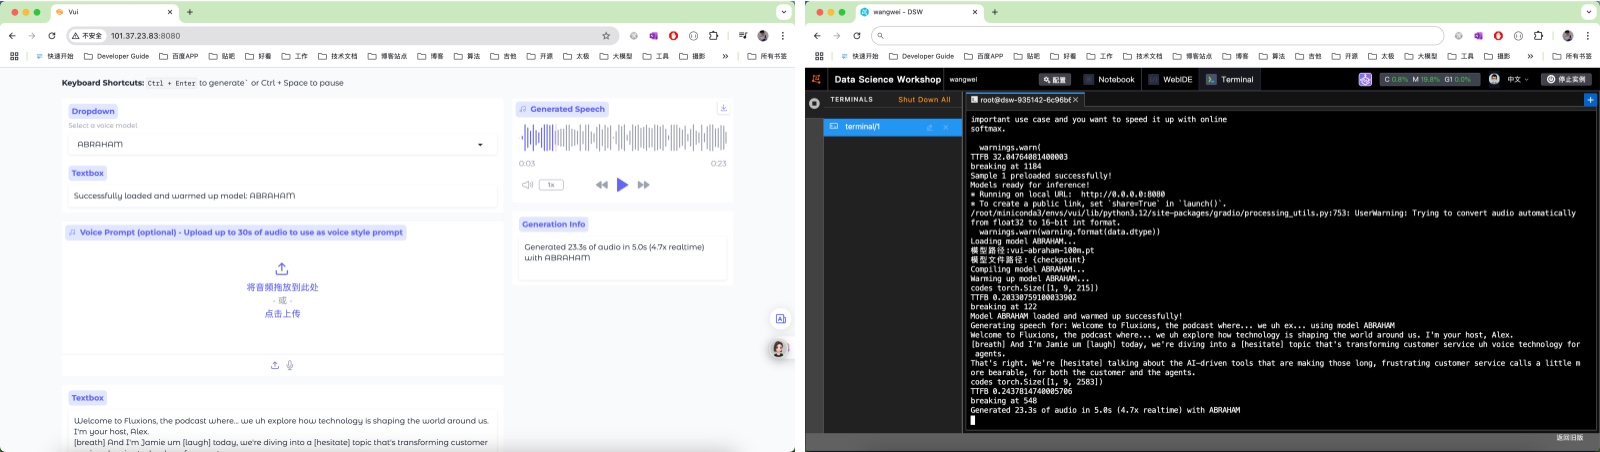 Vui
不安全 101.37.23.83:8080
快速开始 Developer Guide 百度APP 贴吧 好看 工作 技术文档 博客站点 博客 算法 吉他 开源 太极 大模型 工具 摄影 » 所有书签
Keyboard Shortcuts: Ctrl + Enter to generate` or Ctrl + Space to pause
Dropdown
Select a voice model
ABRAHAM
Textbox
Successfully loaded and warmed up model: ABRAHAM
Voice Prompt (optional) - Upload up to 30s of audio to use as voice style prompt
将音频拖放到此处
- 或 -
点击上传
Textbox
Welcome to Fluxions, the podcast where... we uh explore how technology is shaping the world around us.
I'm your host, Alex.
[breath] And I'm Jamie um [laugh] today, we're diving into a [hesitate] topic that's transforming customer
Generated Speech
0:03 0:23
1x
Generation Info
Generated 23.3s of audio in 5.0s (4.7x realtime)
with ABRAHAM
wangwei - DSW
快速开始 Developer Guide 百度APP 贴吧 好看 工作 技术文档 博客站点 博客 算法 吉他 开源 太极 大模型 工具 摄影 » 所有书签
Data Science Workshop wangwei 配置 Notebook WebIDE Terminal C 0.8% M 19.8% G1 0.0% 中文 停止实例
TERMINALS Shut Down All
terminal/1
root@dsw-935142-6c96b6
important use case and you want to speed it up with online
softmax.
warnings.warn(
TTFB 32.04764081400003
breaking at 1184
Sample 1 preloaded successfully!
Models ready for inference!
* Running on local URL:  http://0.0.0.0:8080
* To create a public link, set `share=True` in `launch()`.
/root/miniconda3/envs/vui/lib/python3.12/site-packages/gradio/processing_utils.py:753: UserWarning: Trying to convert audio automatically
from float32 to 16-bit int format.
warnings.warn(warning.format(data.dtype))
Loading model ABRAHAM...
模型路径:vui-abraham-100m.pt
模型文件路径: {checkpoint}
Compiling model ABRAHAM...
Warming up model ABRAHAM...
codes torch.Size([1, 9, 215])
TTFB 0.20330759100033902
breaking at 122
Model ABRAHAM loaded and warmed up successfully!
Generating speech for: Welcome to Fluxions, the podcast where... we uh ex... using model ABRAHAM
Welcome to Fluxions, the podcast where... we uh explore how technology is shaping the world around us. I'm your host, Alex.
[breath] And I'm Jamie um [laugh] today, we're diving into a [hesitate] topic that's transforming customer service uh voice technology for
agents.
That's right. We're [hesitate] talking about the AI-driven tools that are making those long, frustrating customer service calls a little m
ore bearable, for both the customer and the agents.
codes torch.Size([1, 9, 2583])
TTFB 0.2437814740005706
breaking at 548
Generated 23.3s of audio in 5.0s (4.7x realtime) with ABRAHAM
返回旧版